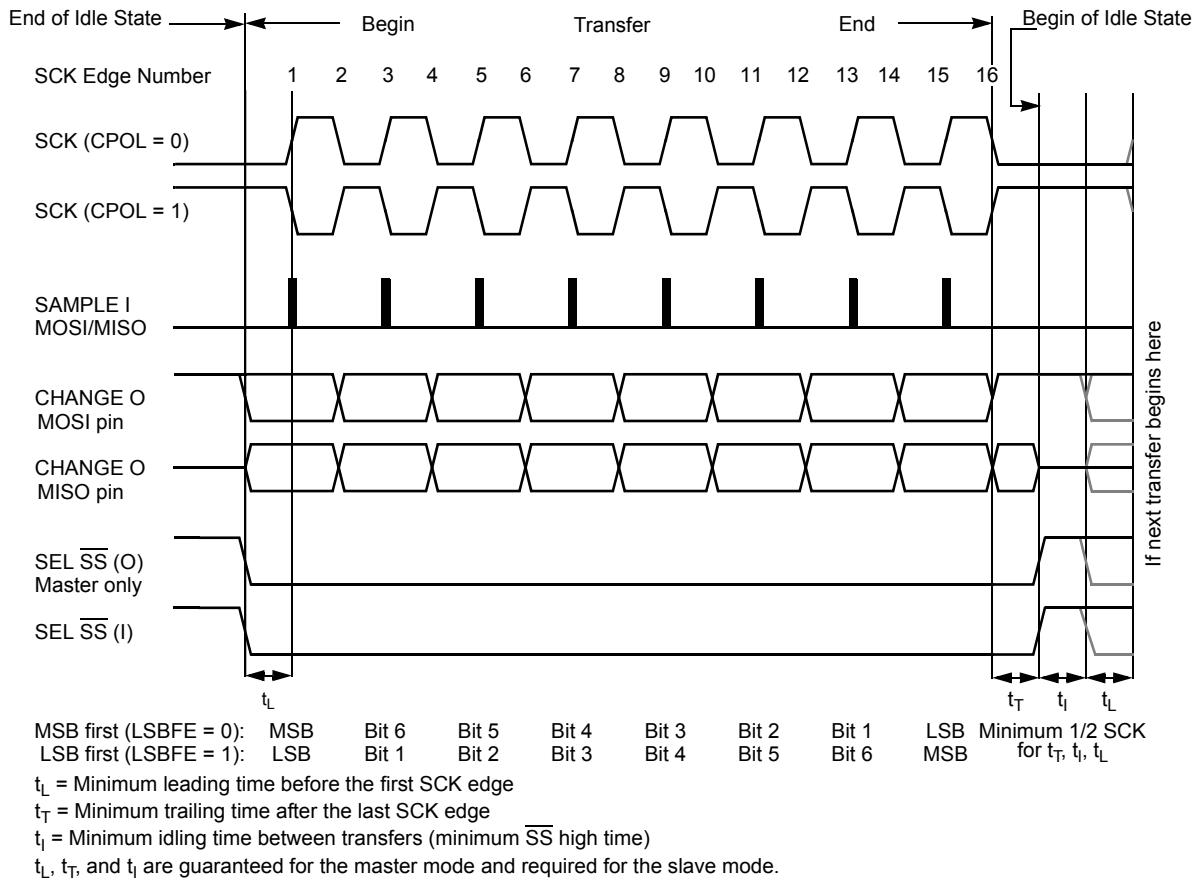 End of Idle State Begin Transfer End Begin of Idle State
SCK Edge Number 1 2 3 4 5 6 7 8 9 10 11 12 13 14 15 16
SCK (CPOL = 0)
SCK (CPOL = 1)
SAMPLE I
MOSI/MISO
CHANGE O
MOSI pin
CHANGE O
MISO pin
SEL SS (O)
Master only
SEL SS (I)
If next transfer begins here
tL tT tI tL
MSB first (LSBFE = 0): MSB Bit 6 Bit 5 Bit 4 Bit 3 Bit 2 Bit 1 LSB Minimum 1/2 SCK
LSB first (LSBFE = 1): LSB Bit 1 Bit 2 Bit 3 Bit 4 Bit 5 Bit 6 MSB for tT, tI, tL
tL = Minimum leading time before the first SCK edge
tT = Minimum trailing time after the last SCK edge
tI = Minimum idling time between transfers (minimum SS high time)
tL, tT, and tI are guaranteed for the master mode and required for the slave mode.